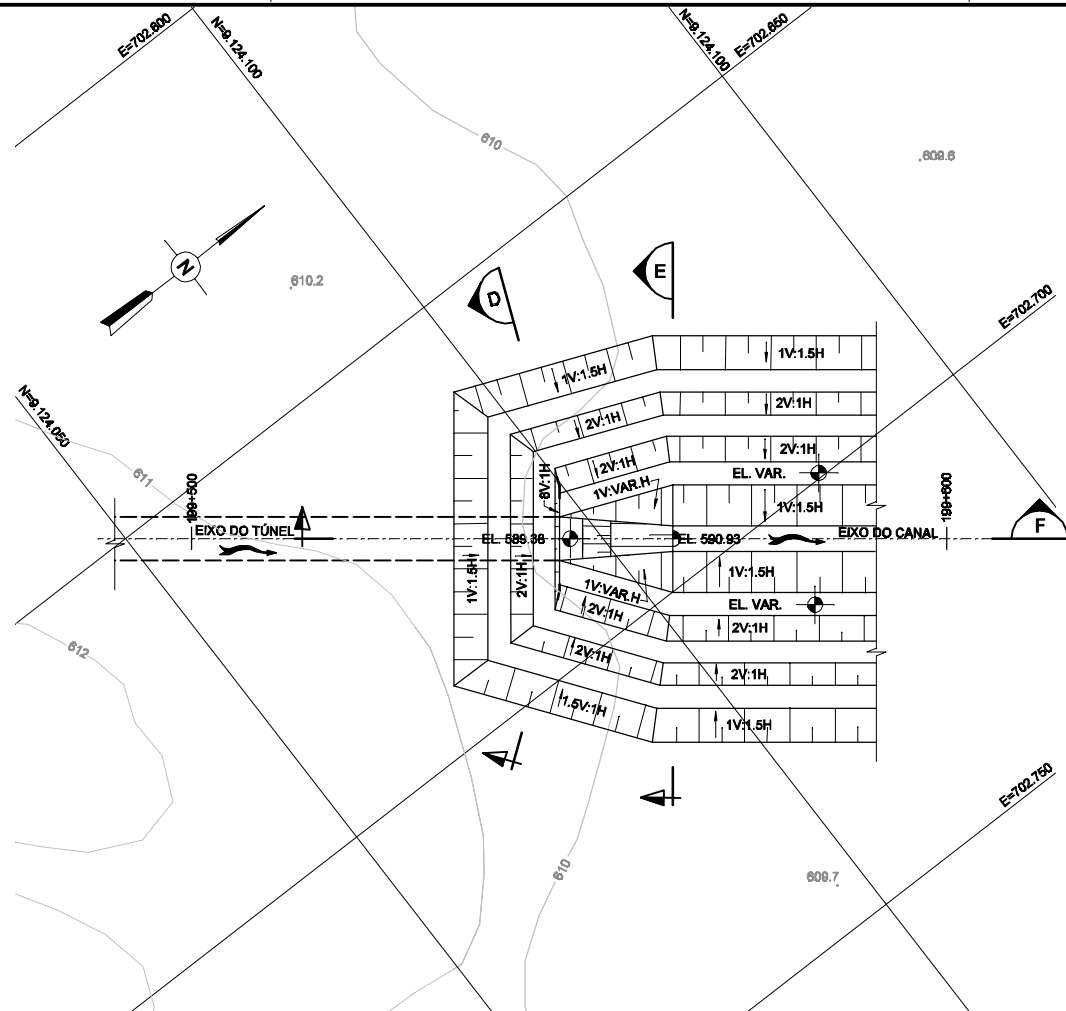 E=702.600
N=9.124.100
N=9.124.100
E=702.650
610
609.6
N
610.2
D
E
E=702.700
N=9.124.050
1V:1.5H
1V:1.5H
2V:1H
2V:1H
2V:1H
2V:1H
8V:1H
EL. VAR.
1V:VAR.H
611
199+500
199+600
1V:1.5H
EIXO DO TÚNEL
EL. 589.38
EL. 590.93
EIXO DO CANAL
F
1V:1.5H
2V:1H
1V:1.5H
1V:VAR.H
EL. VAR.
2V:1H
2V:1H
612
2V:1H
2V:1H
1.5V:1H
1V:1.5H
E=702.750
610
609.7